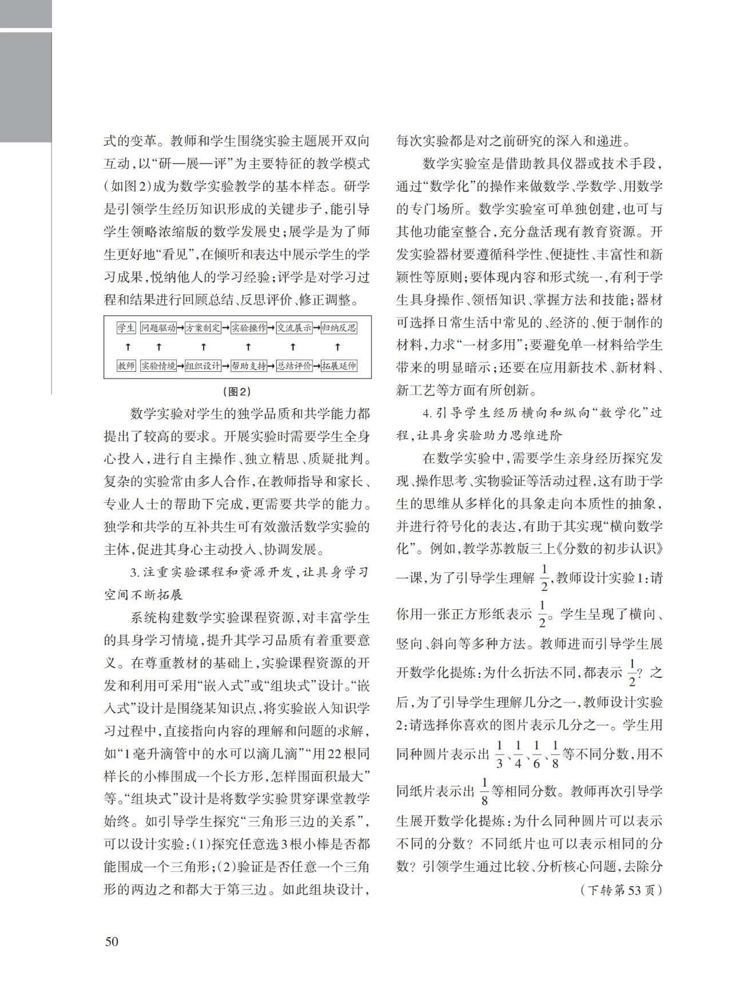 式的变革。教师和学生围绕实验主题展开双向
互动,以“研—展—评”为主要特征的教学模式
(如图2)成为数学实验教学的基本样态。研学
是引领学生经历知识形成的关键步子,能引导
学生领略浓缩版的数学发展史;展学是为了师
生更好地“看见”,在倾听和表达中展示学生的学
习成果,悦纳他人的学习经验;评学是对学习过
程和结果进行回顾总结、反思评价、修正调整。
学生 问题驱动→方案制定→实验操作→交流展示→归纳反思
↑ ↑ ↑ ↑ ↑ ↑
教师 实验情境→组织设计→帮助支持→总结评价→拓展延伸
(图2)
数学实验对学生的独学品质和共学能力都
提出了较高的要求。开展实验时需要学生全身
心投入,进行自主操作、独立精思、质疑批判。
复杂的实验常由多人合作,在教师指导和家长、
专业人士的帮助下完成,更需要共学的能力。
独学和共学的互补共生可有效激活数学实验的
主体,促进其身心主动投入、协调发展。
3.注重实验课程和资源开发,让具身学习
空间不断拓展
系统构建数学实验课程资源,对丰富学生
的具身学习情境,提升其学习品质有着重要意
义。在尊重教材的基础上,实验课程资源的开
发和利用可采用“嵌入式”或“组块式”设计。“嵌
入式”设计是围绕某知识点,将实验嵌入知识学
习过程中,直接指向内容的理解和问题的求解,
如“1毫升滴管中的水可以滴几滴”“用22根同
样长的小棒围成一个长方形,怎样围面积最大”
等。“组块式”设计是将数学实验贯穿课堂教学
始终。如引导学生探究“三角形三边的关系”,
可以设计实验:(1)探究任意选3根小棒是否都
能围成一个三角形;(2)验证是否任意一个三角
形的两边之和都大于第三边。如此组块设计,
每次实验都是对之前研究的深入和递进。
数学实验室是借助教具仪器或技术手段,
通过“数学化”的操作来做数学、学数学、用数学
的专门场所。数学实验室可单独创建,也可与
其他功能室整合,充分盘活现有教育资源。开
发实验器材要遵循科学性、便捷性、丰富性和新
颖性等原则;要体现内容和形式统一,有利于学
生具身操作、领悟知识、掌握方法和技能;器材
可选择日常生活中常见的、经济的、便于制作的
材料,力求“一材多用”;要避免单一材料给学生
带来的明显暗示;还要在应用新技术、新材料、
新工艺等方面有所创新。
4.引导学生经历横向和纵向“数学化”过
程,让具身实验助力思维进阶
在数学实验中,需要学生亲身经历探究发
现、操作思考、实物验证等活动过程,这有助于学
生的思维从多样化的具象走向本质性的抽象,
并进行符号化的表达,有助于其实现“横向数学
化”。例如,教学苏教版三上《分数的初步认识》
一课,为了引导学生理解 1/2,教师设计实验1:请
你用一张正方形纸表示 1/2。学生呈现了横向、
竖向、斜向等多种方法。教师进而引导学生展
开数学化提炼:为什么折法不同,都表示 1/2?之
后,为了引导学生理解几分之一,教师设计实验
2:请选择你喜欢的图片表示几分之一。学生用
同种圆片表示出 1/3、1/4、1/6、1/8等不同分数,用不
同纸片表示出 1/8等相同分数。教师再次引导学
生展开数学化提炼:为什么同种圆片可以表示
不同的分数?不同纸片也可以表示相同的分
数?引领学生通过比较、分析核心问题,去除分
(下转第53页)
50